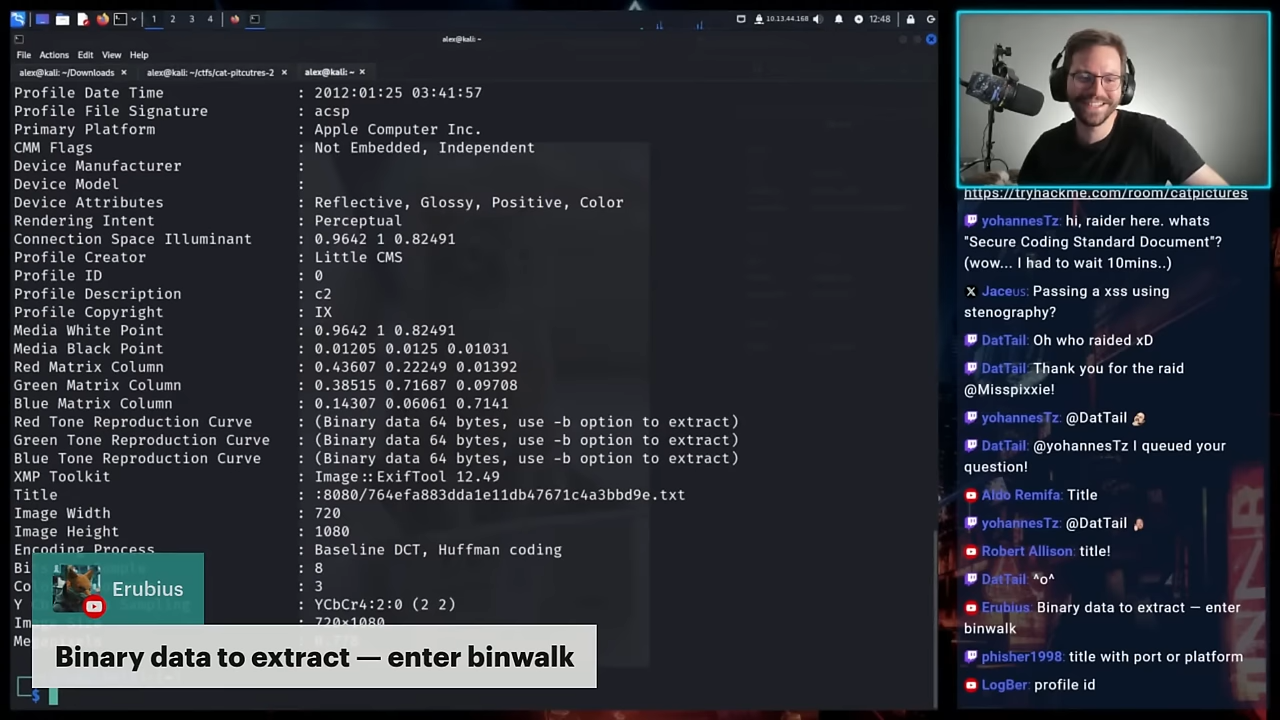 1 2 3 4
10.13.44.168
12:48
alex@kali: ~
File Actions Edit View Help
alex@kali: ~/Downloads × alex@kali: ~/ctfs/cat-pitcutres-2 × alex@kali: ~ ×
Profile Date Time : 2012:01:25 03:41:57
Profile File Signature : acsp
Primary Platform : Apple Computer Inc.
CMM Flags : Not Embedded, Independent
Device Manufacturer :
Device Model :
Device Attributes : Reflective, Glossy, Positive, Color
Rendering Intent : Perceptual
Connection Space Illuminant : 0.9642 1 0.82491
Profile Creator : Little CMS
Profile ID : 0
Profile Description : c2
Profile Copyright : IX
Media White Point : 0.9642 1 0.82491
Media Black Point : 0.01205 0.0125 0.01031
Red Matrix Column : 0.43607 0.22249 0.01392
Green Matrix Column : 0.38515 0.71687 0.09708
Blue Matrix Column : 0.14307 0.06061 0.7141
Red Tone Reproduction Curve : (Binary data 64 bytes, use -b option to extract)
Green Tone Reproduction Curve : (Binary data 64 bytes, use -b option to extract)
Blue Tone Reproduction Curve : (Binary data 64 bytes, use -b option to extract)
XMP Toolkit : Image::ExifTool 12.49
Title : :8080/764efa883dda1e11db47671c4a3bbd9e.txt
Image Width : 720
Image Height : 1080
Encoding Process : Baseline DCT, Huffman coding
: 8
: 3
: YCbCr4:2:0 (2 2)
: 720×1080
$
Erubius
Binary data to extract — enter binwalk
https://tryhackme.com/room/catpictures
yohannesTz: hi, raider here. whats
"Secure Coding Standard Document"?
(wow... I had to wait 10mins..)
Jaceus: Passing a xss using
stenography?
DatTail: Oh who raided xD
DatTail: Thank you for the raid
@Misspixxie!
yohannesTz: @DatTail
DatTail: @yohannesTz I queued your
question!
Aldo Remifa: Title
yohannesTz: @DatTail
Robert Allison: title!
DatTail: ^o^
Erubius: Binary data to extract — enter
binwalk
phisher1998: title with port or platform
LogBer: profile id